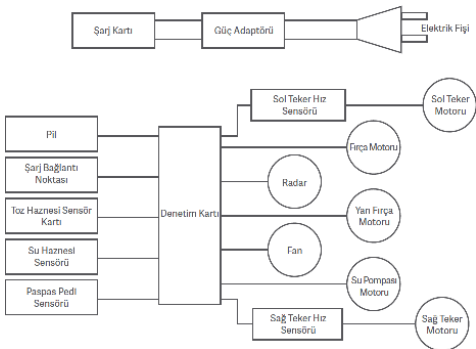 Şarj Kartı
Güç Adaptörü
Elektrik Fişi
Sol Teker Hız
Sensörü
Sol Teker
Motoru
Pil
Fırça Motoru
Şarj Bağlantı
Noktası
Radar
Toz Haznesi Sensör
Kartı
Denetim Kartı
Yan Fırça
Motoru
Su Haznesi
Sensörü
Fan
Paspas Pedi
Sensörü
Su Pompası
Motoru
Sağ Teker Hız
Sensörü
Sağ Teker
Motoru